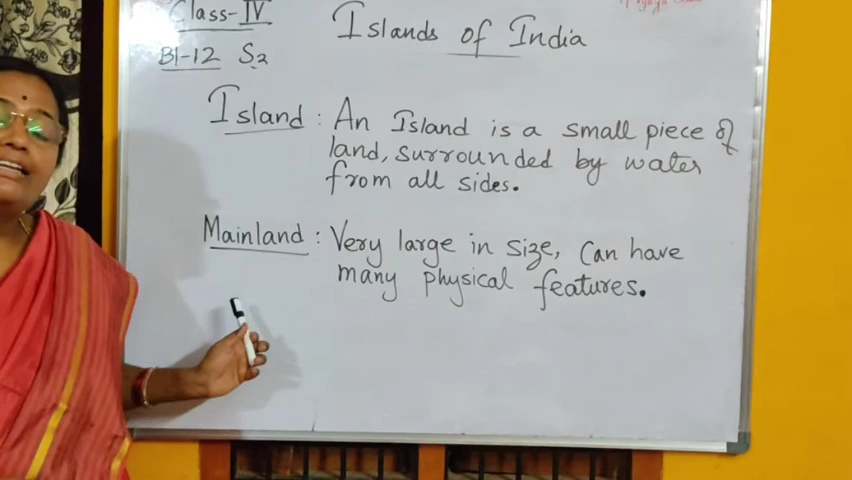 Class-IV
Islands of India
B1-12 S2
Island : An Island is a small piece of
land, surrounded by water
from all sides.
Mainland : Very large in size, Can have
many physical features.